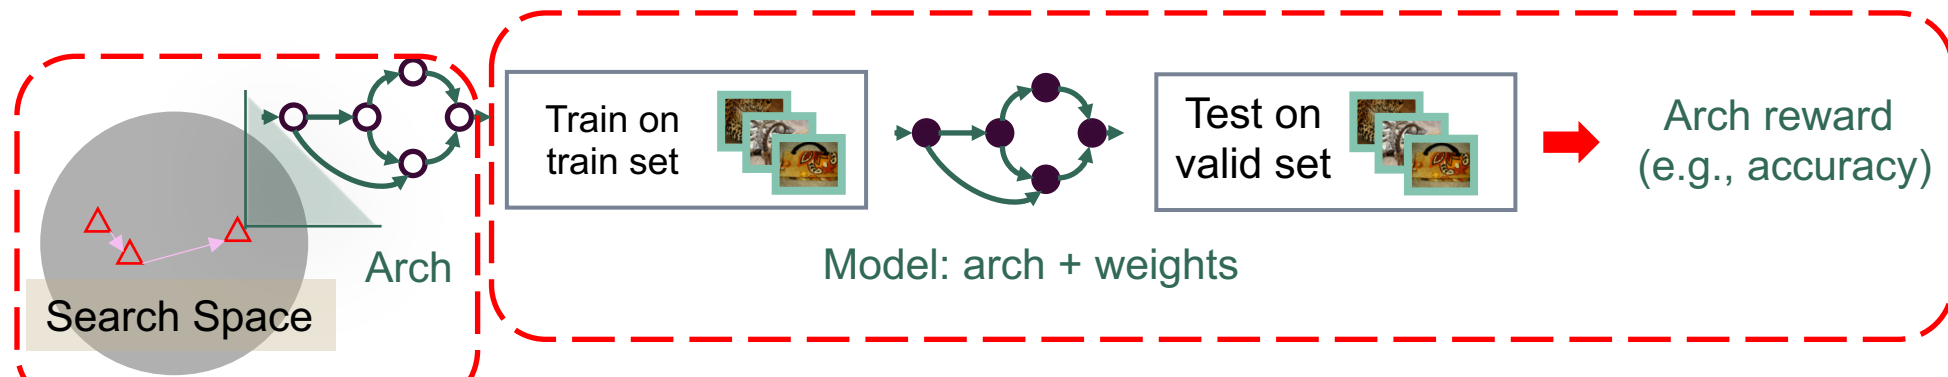 Search Space
Arch
Train on
train set
Model: arch + weights
Test on
valid set
Arch reward
(e.g., accuracy)